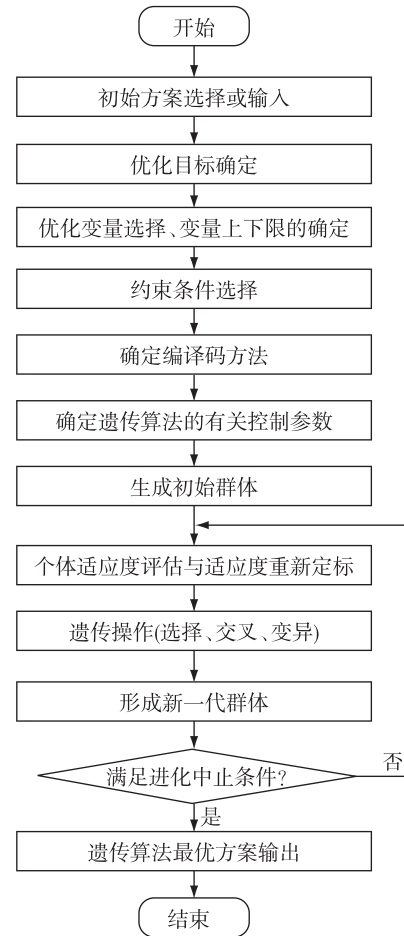 开始
初始方案选择或输入
优化目标确定
优化变量选择、变量上下限的确定
约束条件选择
确定编译码方法
确定遗传算法的有关控制参数
生成初始群体
个体适应度评估与适应度重新定标
遗传操作(选择、交叉、变异)
形成新一代群体
满足进化中止条件?
否
是
遗传算法最优方案输出
结束